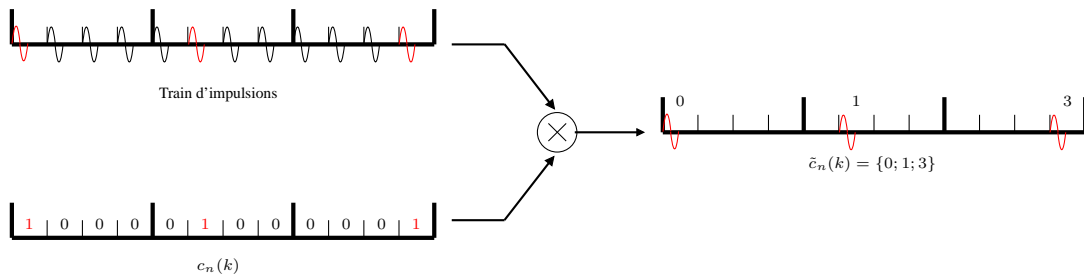 Train d'impulsions
1 0 0 0 0 1 0 0 0 0 0 1
c_n(k)
0 1 3
c̃_n(k) = {0; 1; 3}